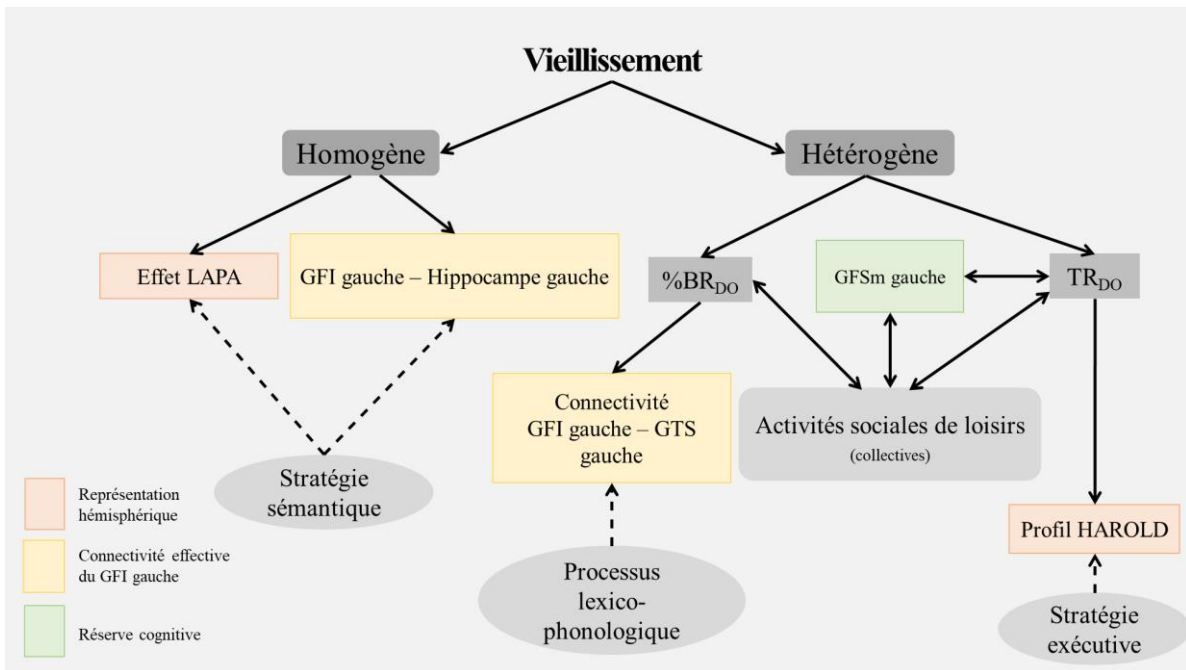 Vieillissement
Homogène
Hétérogène
Effet LAPA
GFI gauche – Hippocampe gauche
%BRDO
GFSm gauche
TRDO
Connectivité
GFI gauche – GTS
gauche
Activités sociales de loisirs
(collectives)
Stratégie
sémantique
Profil HAROLD
Processus
lexico-
phonologique
Stratégie
exécutive
Représentation
hémisphérique
Connectivité effective
du GFI gauche
Réserve cognitive